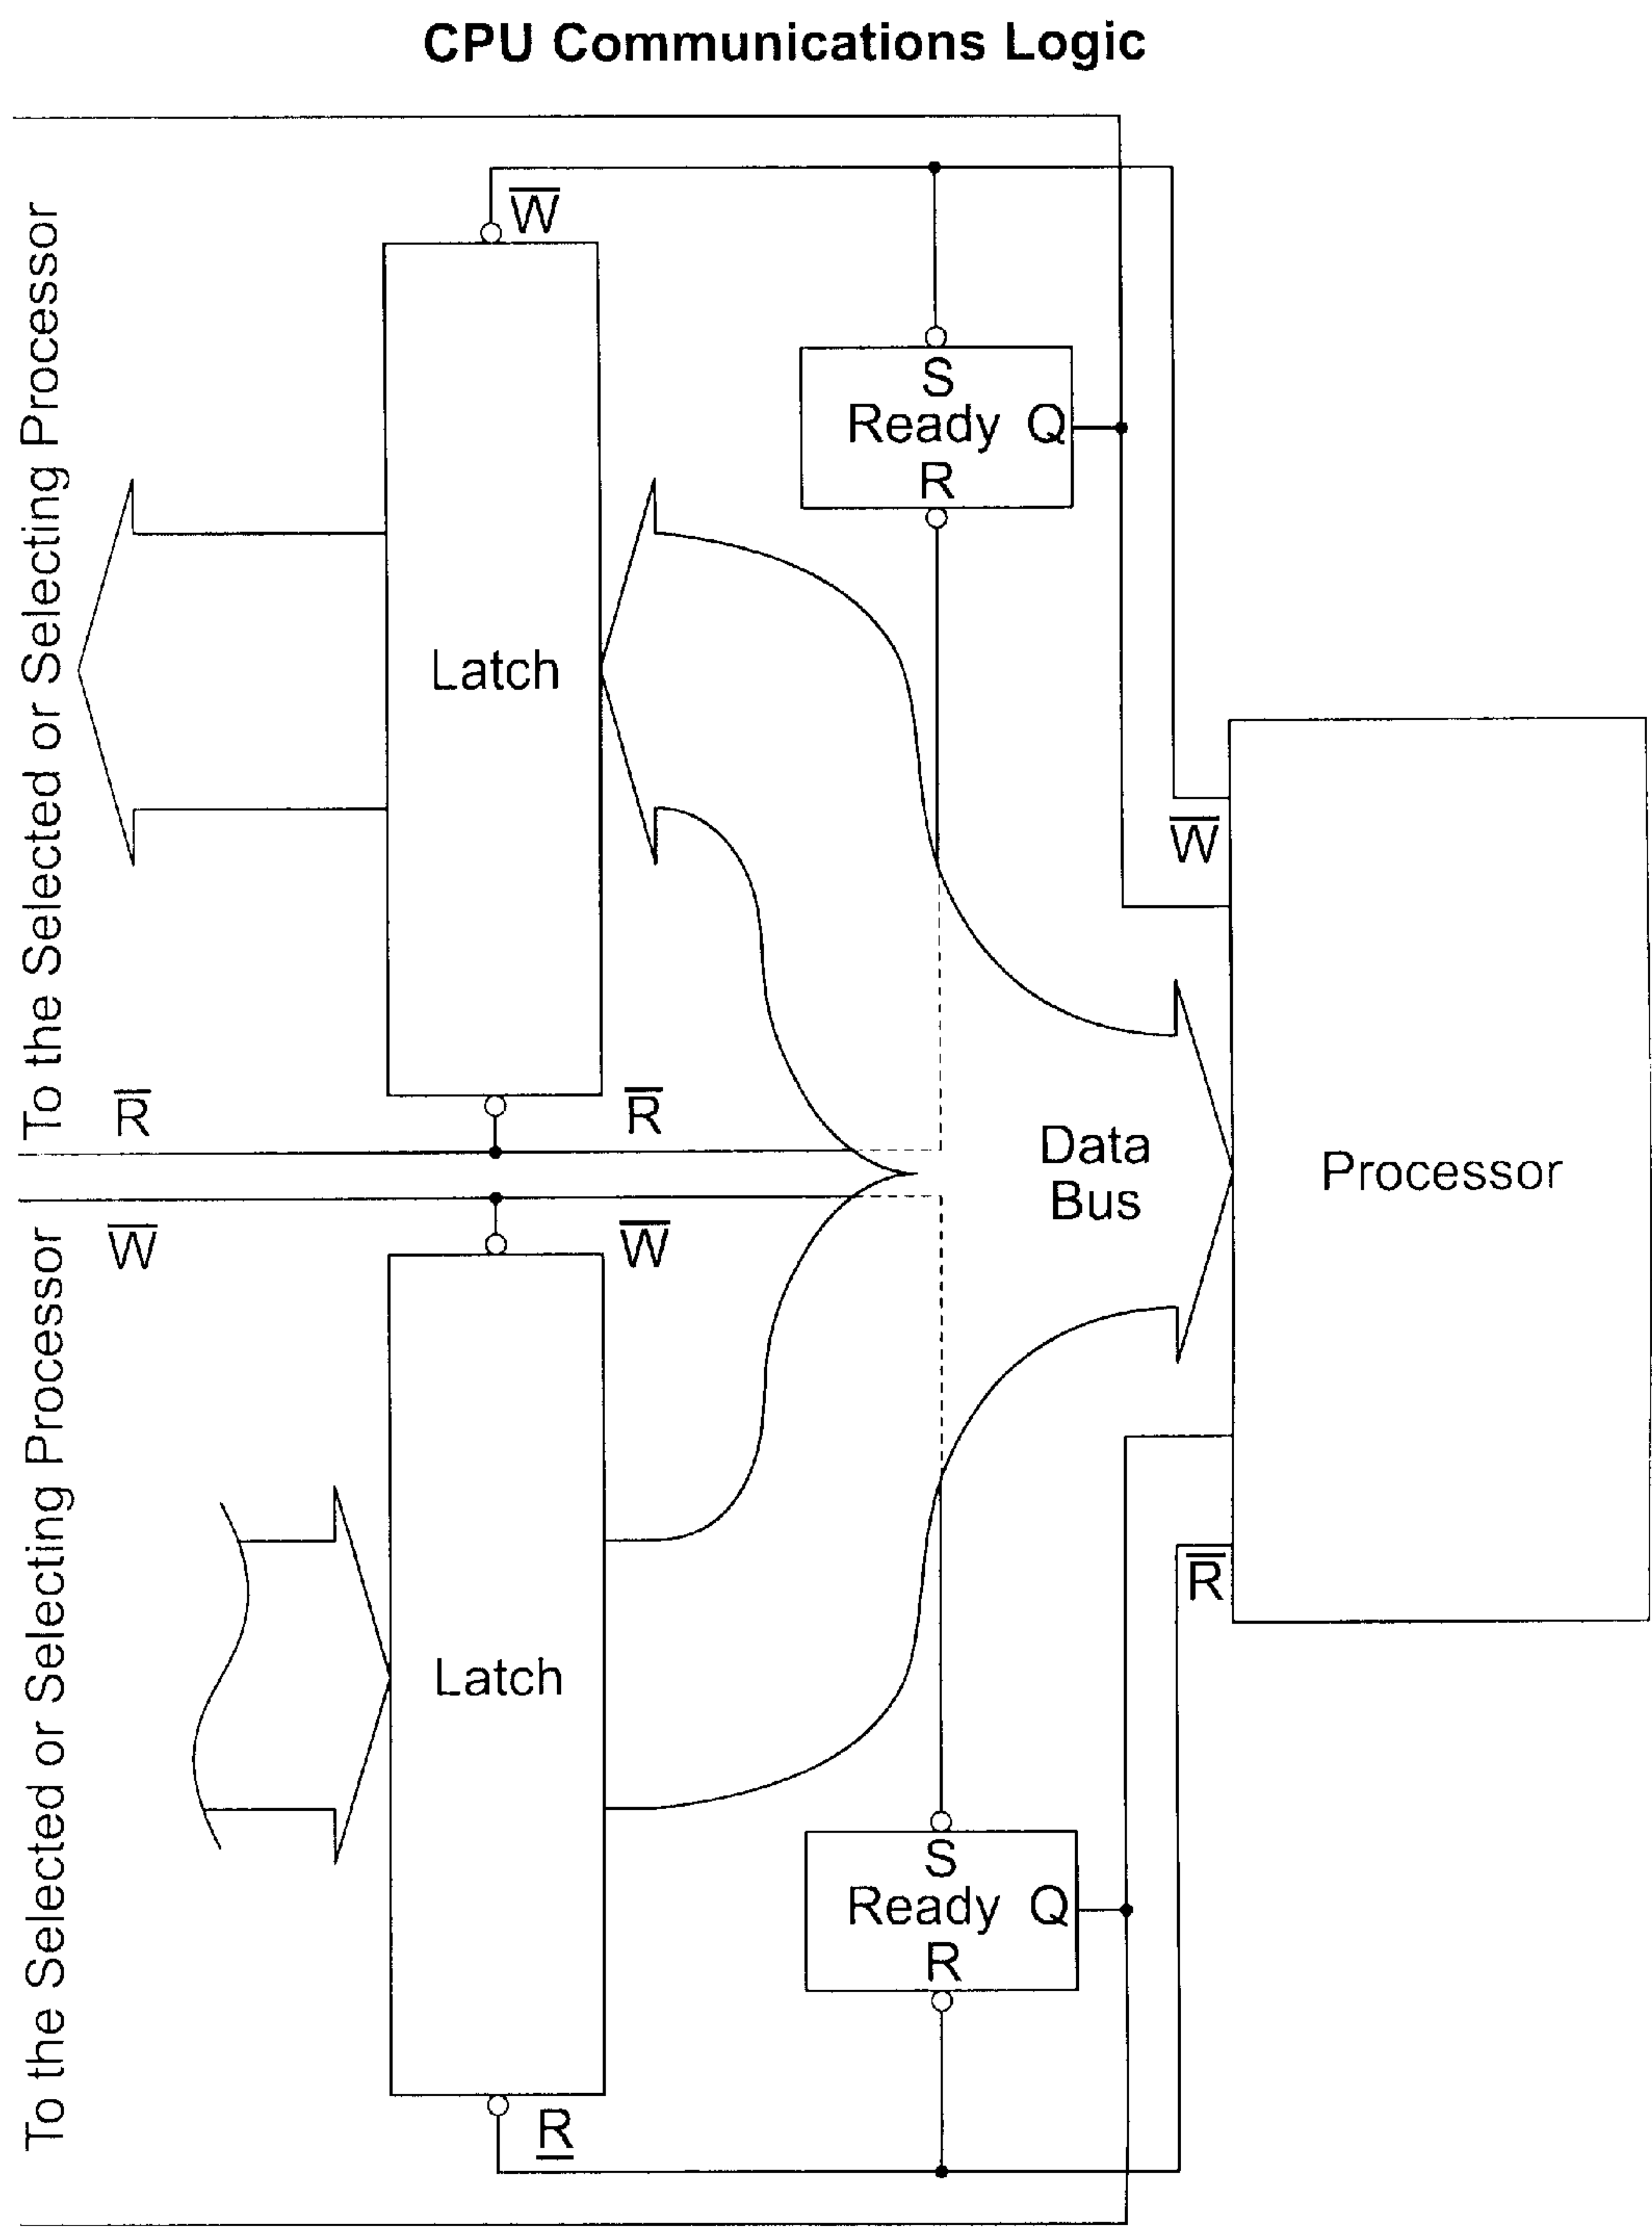 CPU Communications Logic
To the Selected or Selecting Processor
W̅
S
Ready Q
R
Latch
W̅
R̅
R̅
Data
Bus
Processor
W̅
W̅
To the Selected or Selecting Processor
R̅
Latch
S
Ready Q
R
R̲